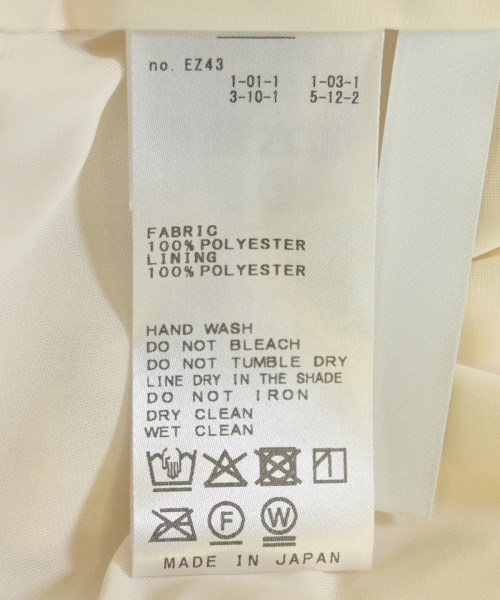 no. EZ43
1-01-1 1-03-1
3-10-1 5-12-2
FABRIC
100% POLYESTER
LINING
100% POLYESTER
HAND WASH
DO NOT BLEACH
DO NOT TUMBLE DRY
LINE DRY IN THE SHADE
DO NOT IRON
DRY CLEAN
WET CLEAN
F W
MADE IN JAPAN